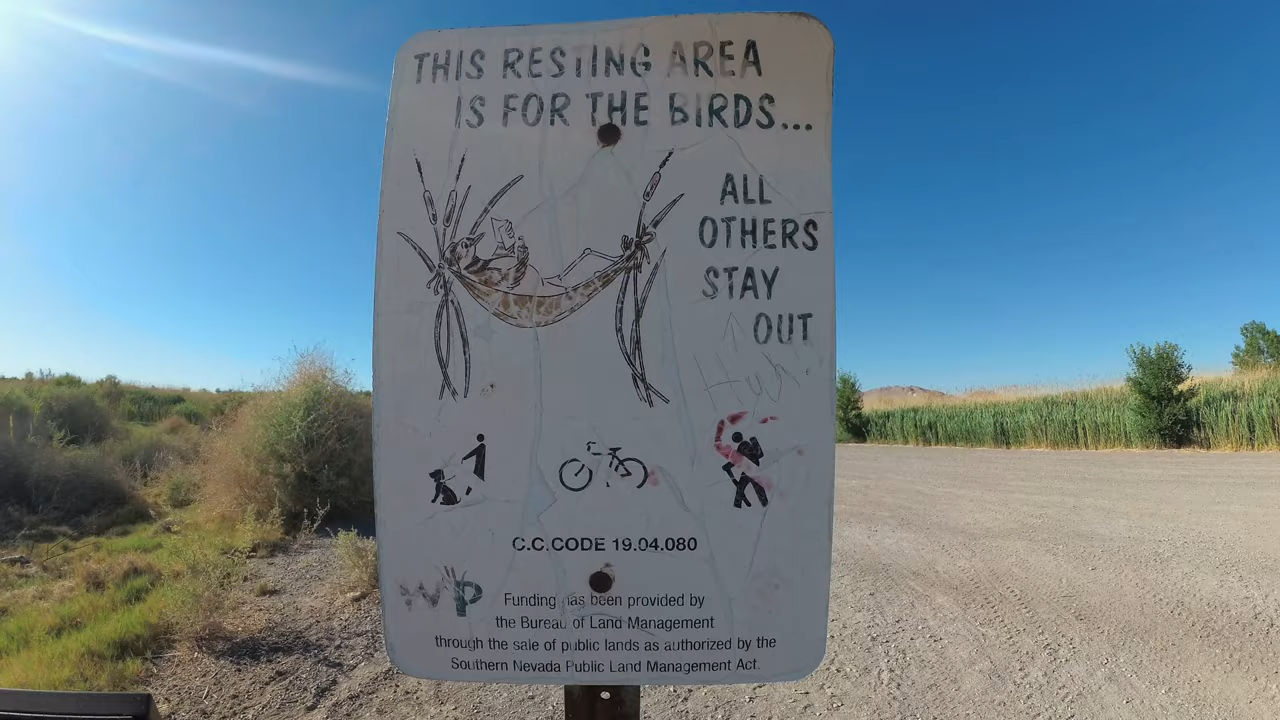 THIS RESTING AREA
IS FOR THE BIRDS...
ALL
OTHERS
STAY
OUT
Huh?
C.C.CODE 19.04.080
WP
Funding has been provided by
the Bureau of Land Management
through the sale of public lands as authorized by the
Southern Nevada Public Land Management Act.